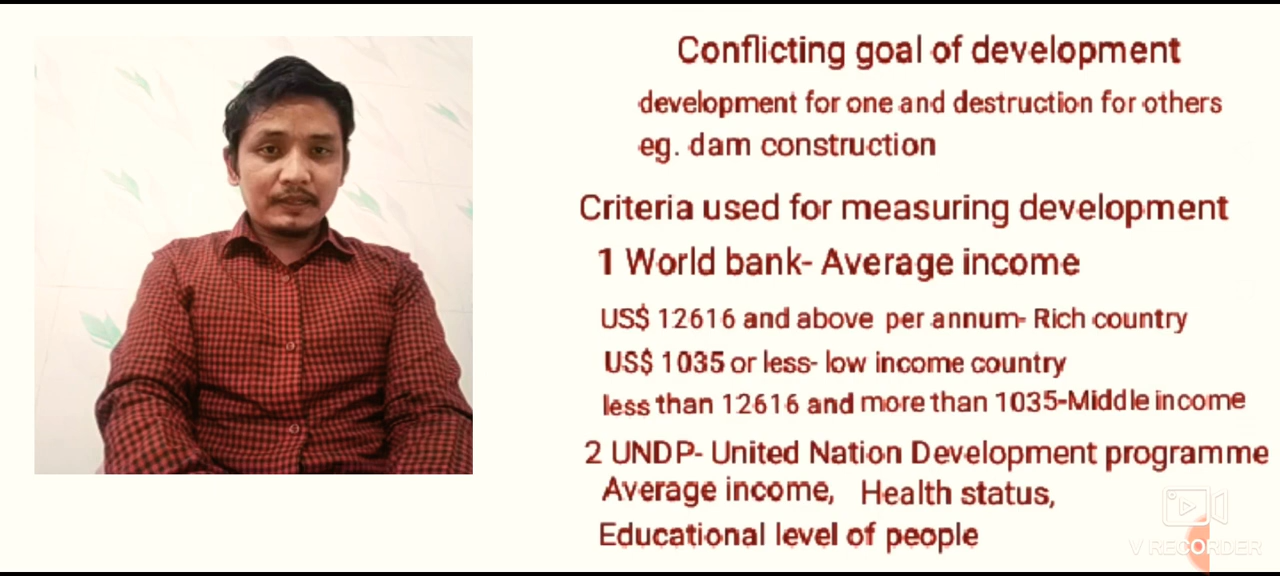 Conflicting goal of development
development for one and destruction for others
eg. dam construction
Criteria used for measuring development
1 World bank- Average income
US$ 12616 and above per annum- Rich country
US$ 1035 or less- low income country
less than 12616 and more than 1035-Middle income
2 UNDP- United Nation Development programme
Average income, Health status,
Educational level of people
V RECORDER